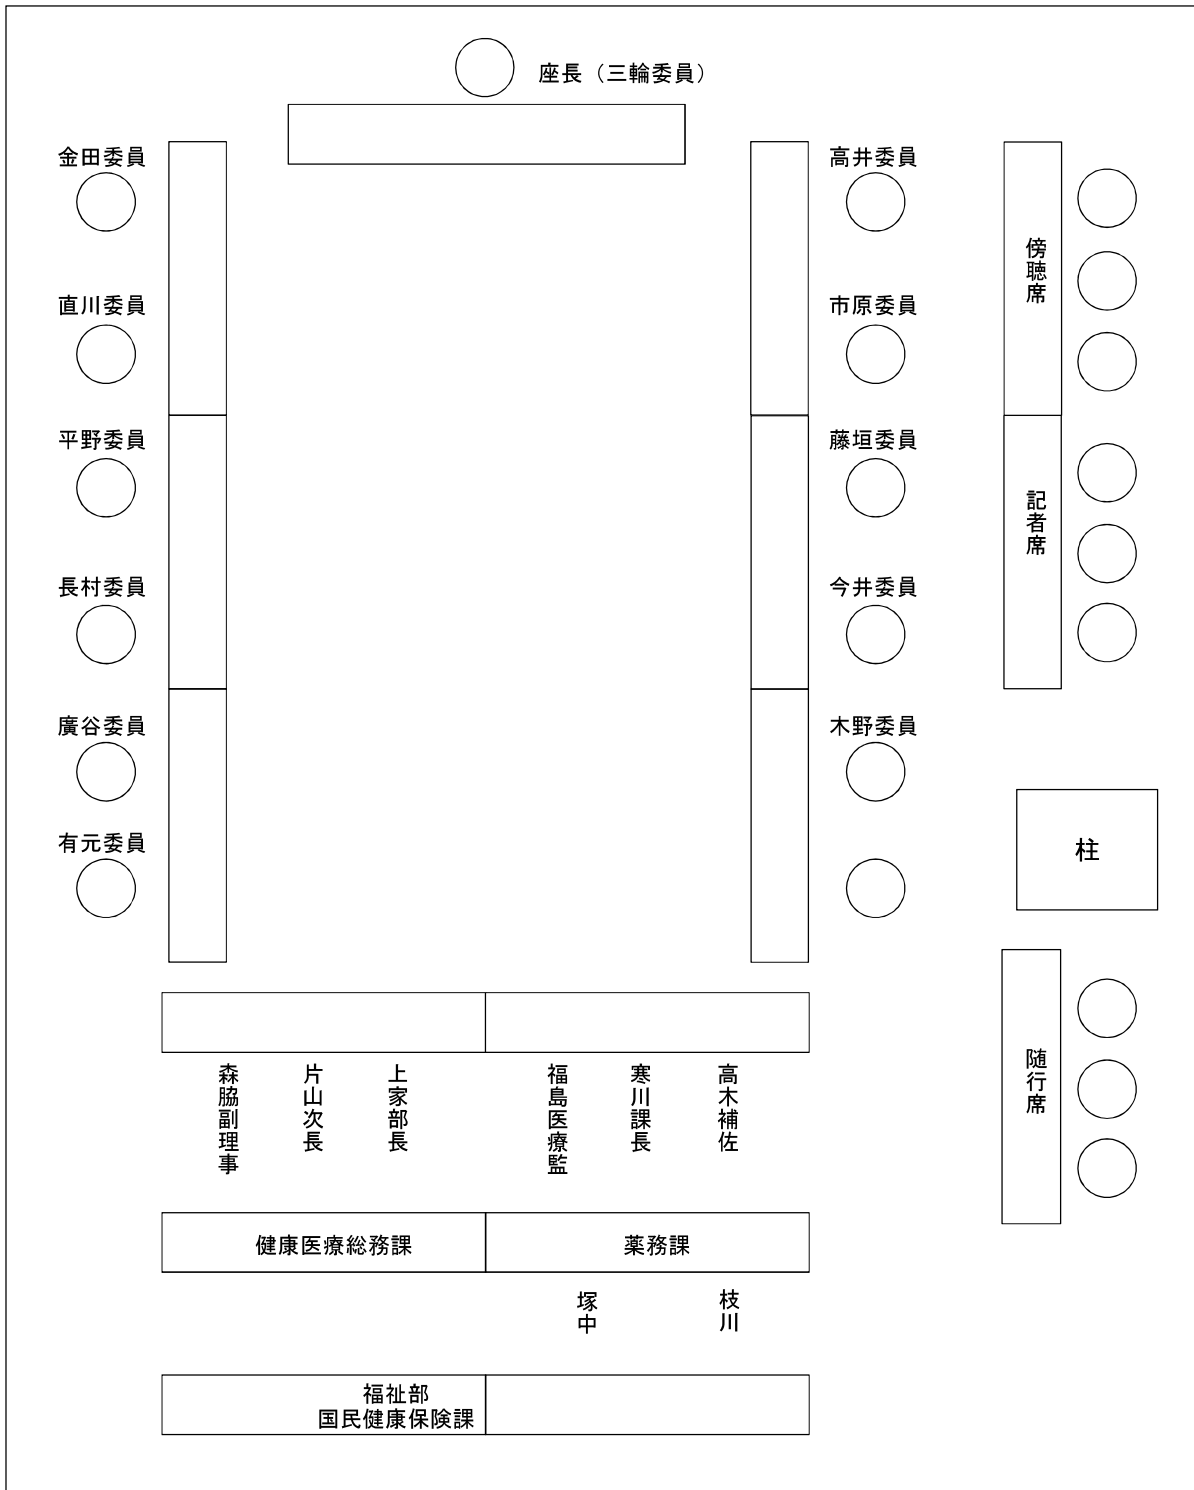 座長（三輪委員）
金田委員
直川委員
平野委員
長村委員
廣谷委員
有元委員
高井委員
市原委員
藤垣委員
今井委員
木野委員
傍聴席
記者席
柱
随行席
森脇副理事
片山次長
上家部長
福島医療監
寒川課長
高木補佐
健康医療総務課
薬務課
塚中
枝川
福祉部
国民健康保険課